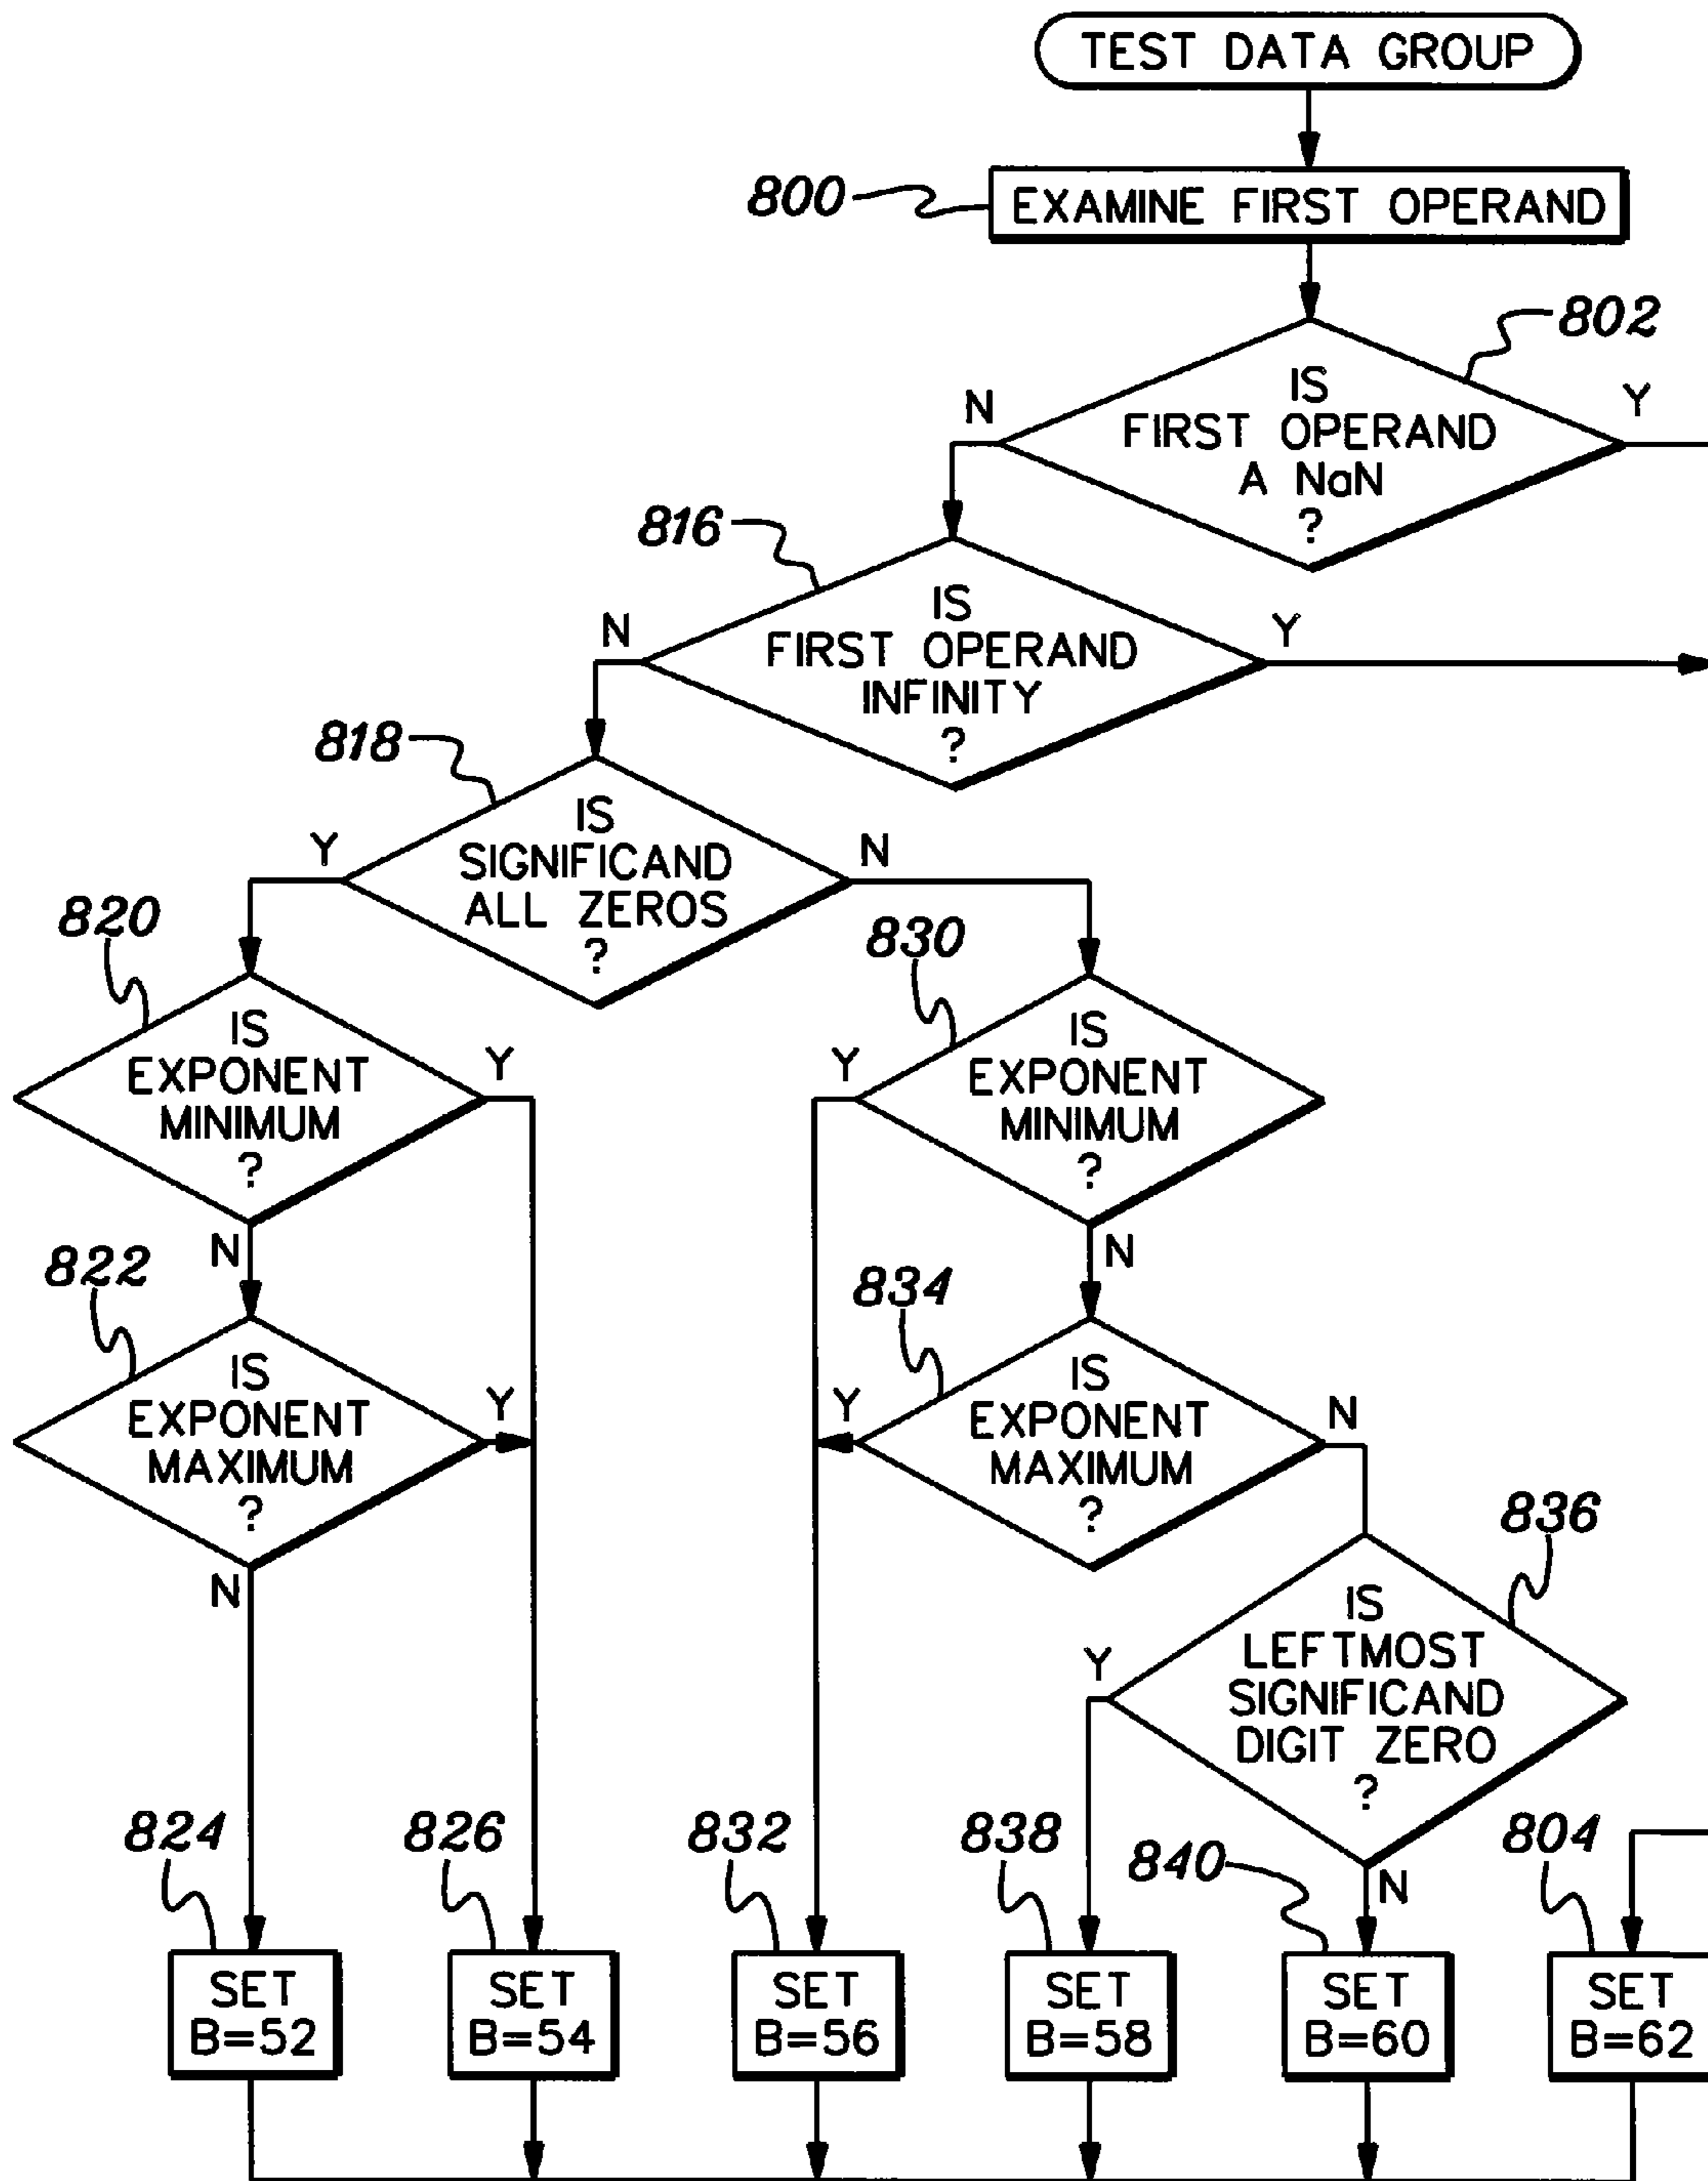 TEST DATA GROUP
800
EXAMINE FIRST OPERAND
802
IS
FIRST OPERAND
A NaN
?
N
Y
816
IS
FIRST OPERAND
INFINITY
?
N
Y
818
IS
SIGNIFICAND
ALL ZEROS
?
Y
N
820
IS
EXPONENT
MINIMUM
?
Y
N
830
IS
EXPONENT
MINIMUM
?
Y
N
822
IS
EXPONENT
MAXIMUM
?
Y
N
834
IS
EXPONENT
MAXIMUM
?
Y
N
836
IS
LEFTMOST
SIGNIFICAND
DIGIT ZERO
?
Y
N
824
SET
B=52
826
SET
B=54
832
SET
B=56
838
SET
B=58
840
SET
B=60
804
SET
B=62